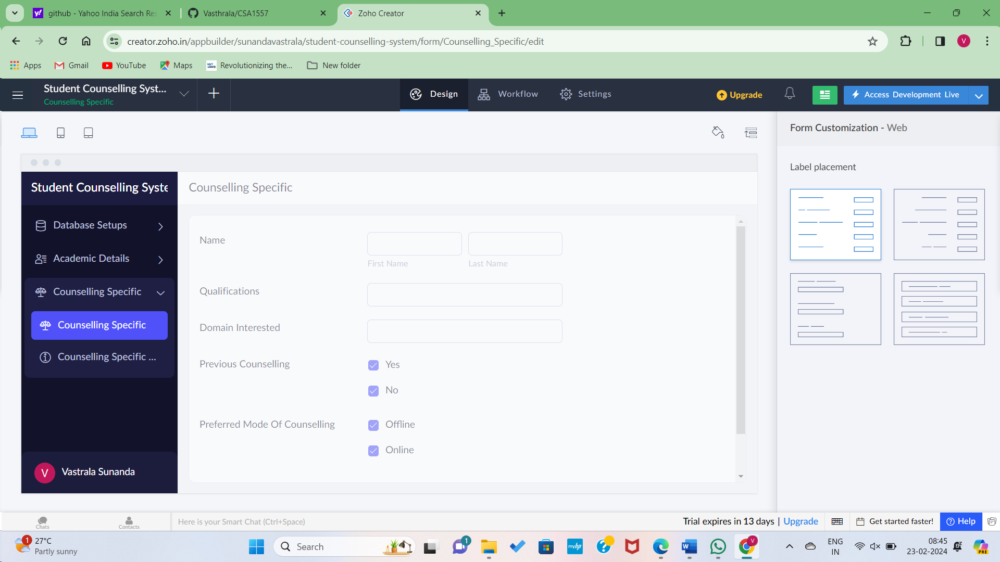 github - Yahoo India Search Res
Vasthrala/CSA1557
Zoho Creator
creator.zoho.in/appbuilder/sunandavastrala/student-counselling-system/form/Counselling_Specific/edit
V
Apps
Gmail
YouTube
Maps
Revolutionizing the...
New folder
Student Counselling Syst...
Counselling Specific
Design
Workflow
Settings
Upgrade
Access Development Live
Form Customization - Web
Label placement
Student Counselling Syste
Database Setups
Academic Details
Counselling Specific
Counselling Specific
Counselling Specific ...
V
Vastrala Sunanda
Counselling Specific
Name
First Name
Last Name
Qualifications
Domain Interested
Previous Counselling
Yes
No
Preferred Mode Of Counselling
Offline
Online
Chats
Contacts
Here is your Smart Chat (Ctrl+Space)
Trial expires in 13 days | Upgrade
Get started faster!
Help
1
27°C
Partly sunny
Search
1
myhp
W
V
ENG
IN
08:45
23-02-2024
PRE